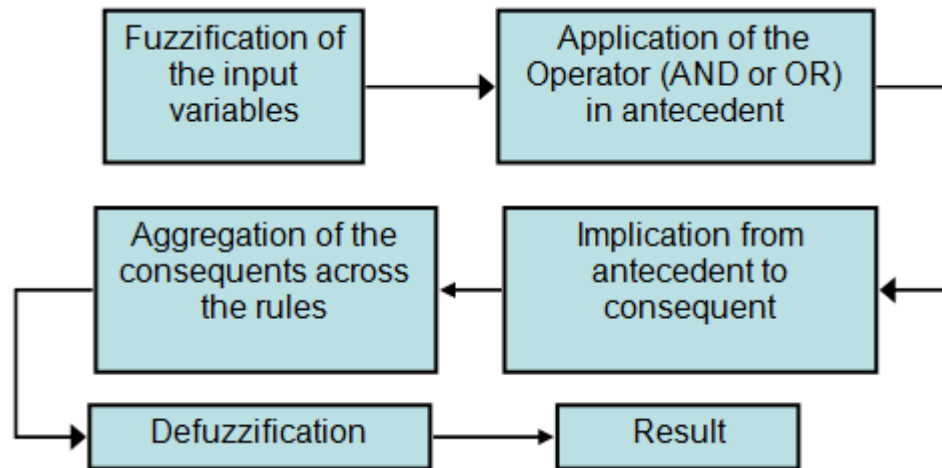 Fuzzification of
the input
variables
Application of the
Operator (AND or OR)
in antecedent
Implication from
antecedent to
consequent
Aggregation of the
consequents across
the rules
Defuzzification
Result